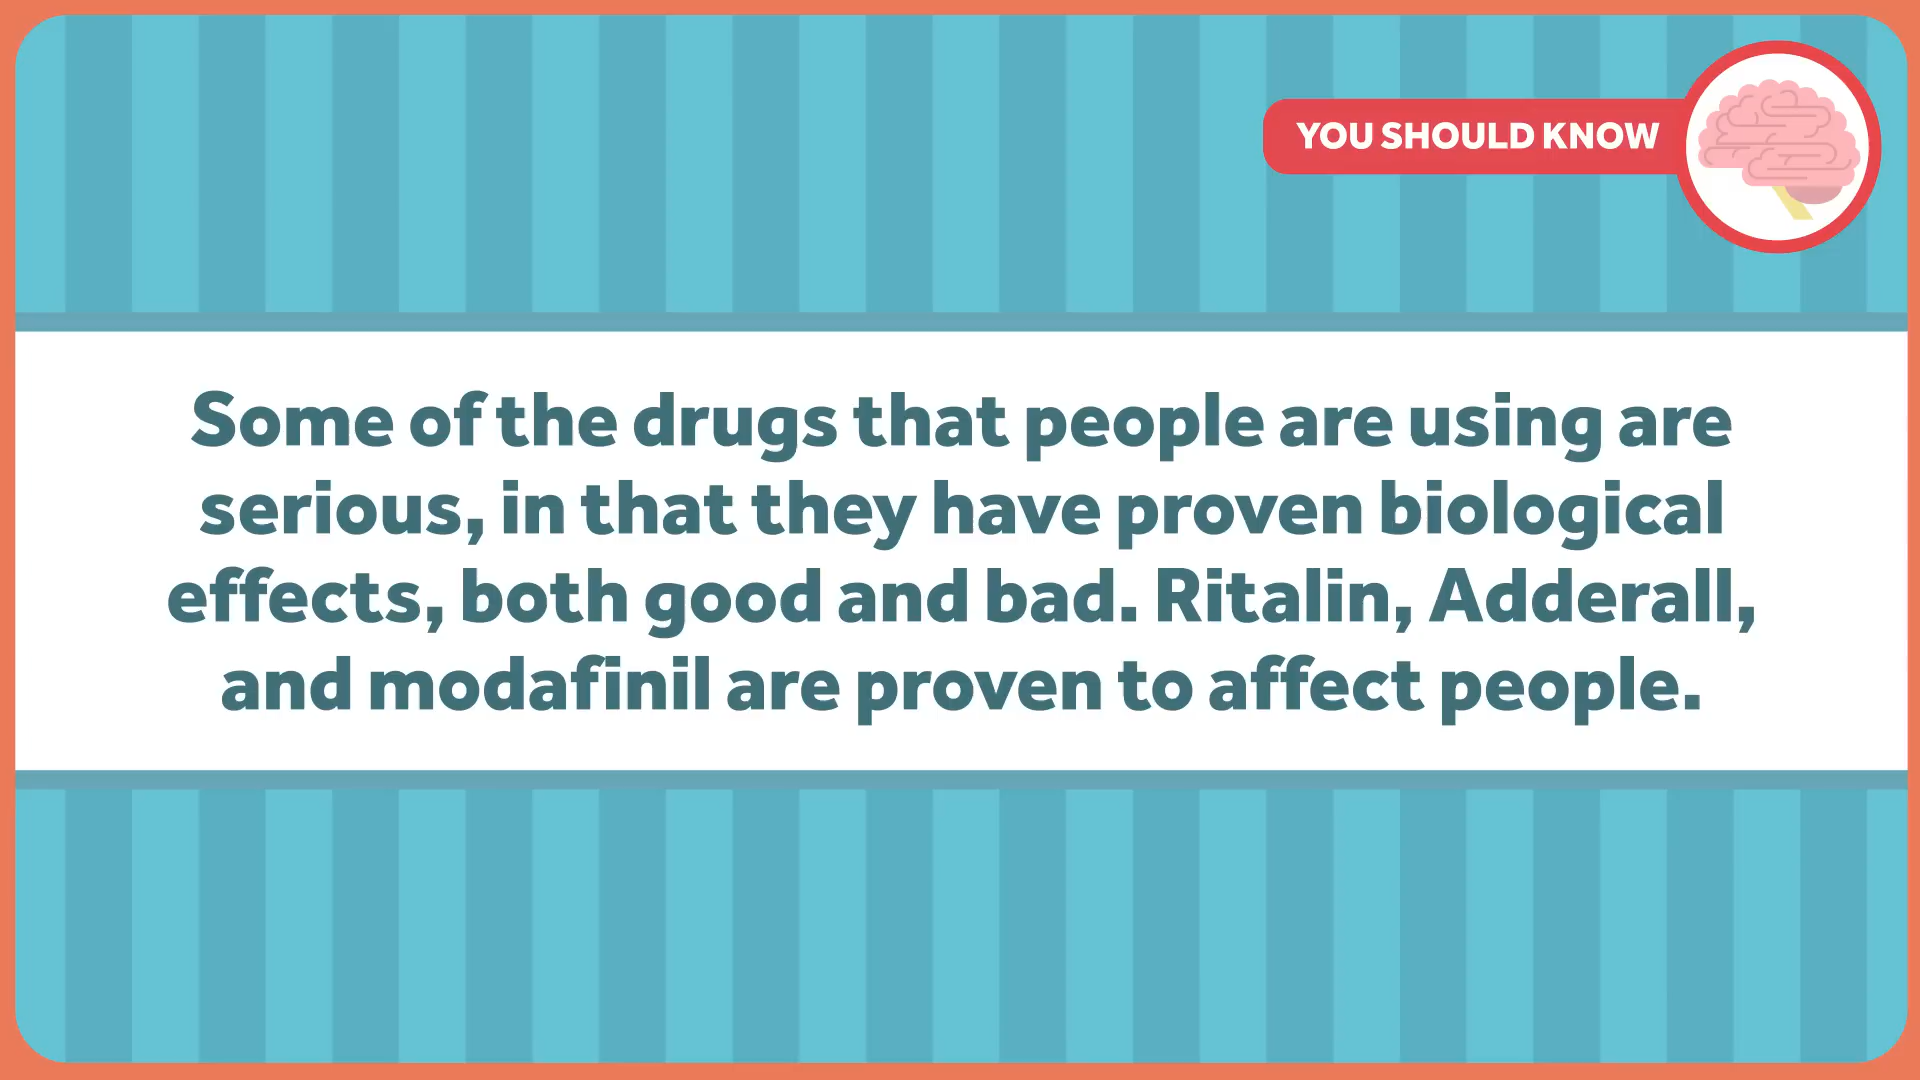 YOU SHOULD KNOW
Some of the drugs that people are using are
serious, in that they have proven biological
effects, both good and bad. Ritalin, Adderall,
and modafinil are proven to affect people.